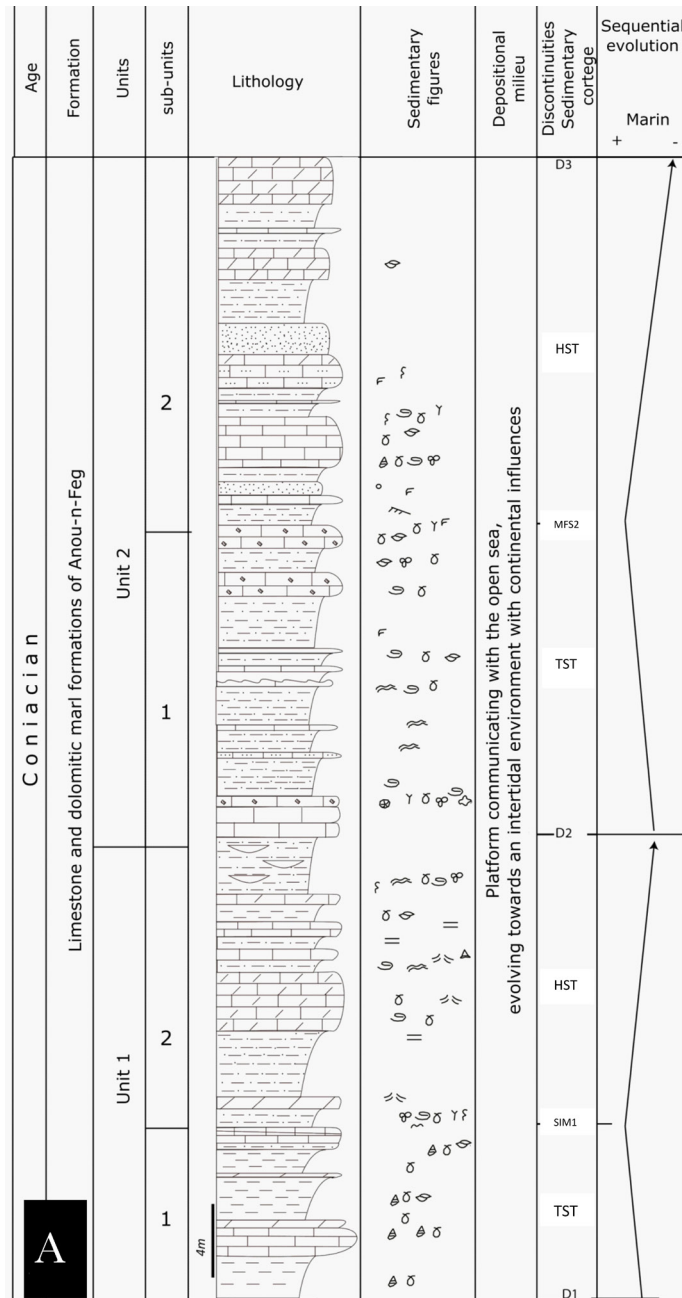 Age
Formation
Units
sub-units
Lithology
Sedimentary
figures
Depositional
milieu
Discontinuities
Sedimentary
cortege
Sequential
evolution
Marin
+ -
Coniacian
Limestone and dolomitic marl formations of Anou-n-Feg
Unit 2
Unit 1
2
1
2
1
4m
A
Platform communicating with the open sea,
evolving towards an intertidal environment with continental influences
D3
HST
MFS2
TST
D2
HST
SIM1
TST
D1